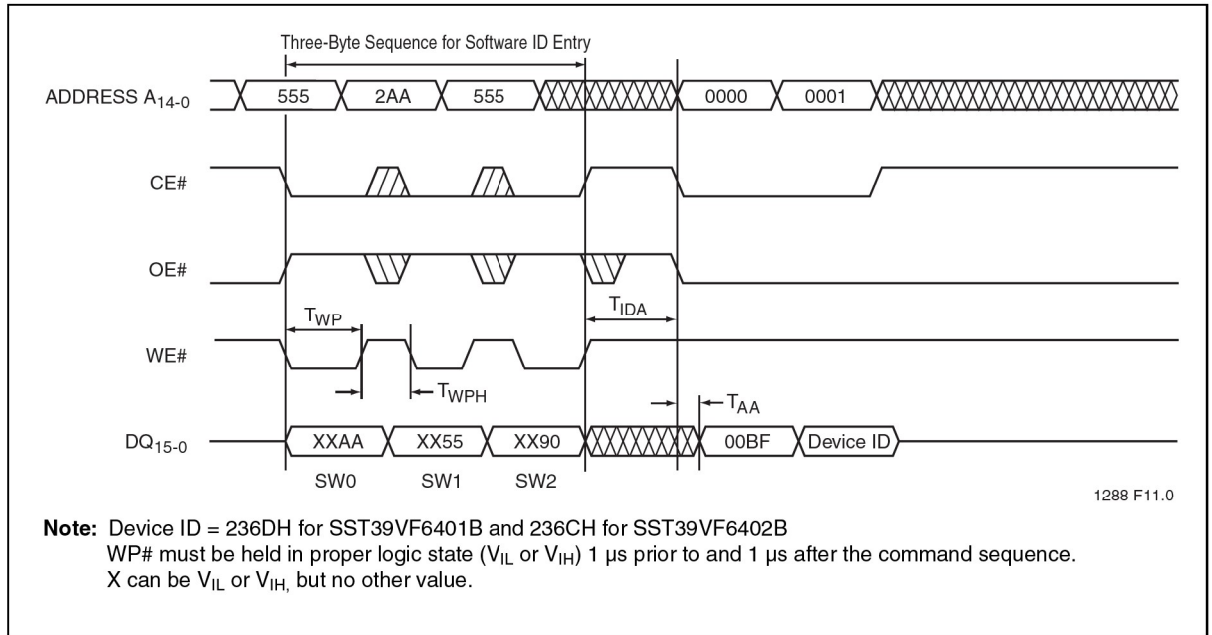 Three-Byte Sequence for Software ID Entry
ADDRESS A14-0
555 2AA 555 0000 0001
CE#
OE#
TWP
TIDA
WE#
TWPH
TAA
DQ15-0
XXAA XX55 XX90 00BF Device ID
SW0 SW1 SW2
1288 F11.0
Note: Device ID = 236DH for SST39VF6401B and 236CH for SST39VF6402B
WP# must be held in proper logic state (VIL or VIH) 1 µs prior to and 1 µs after the command sequence.
X can be VIL or VIH, but no other value.